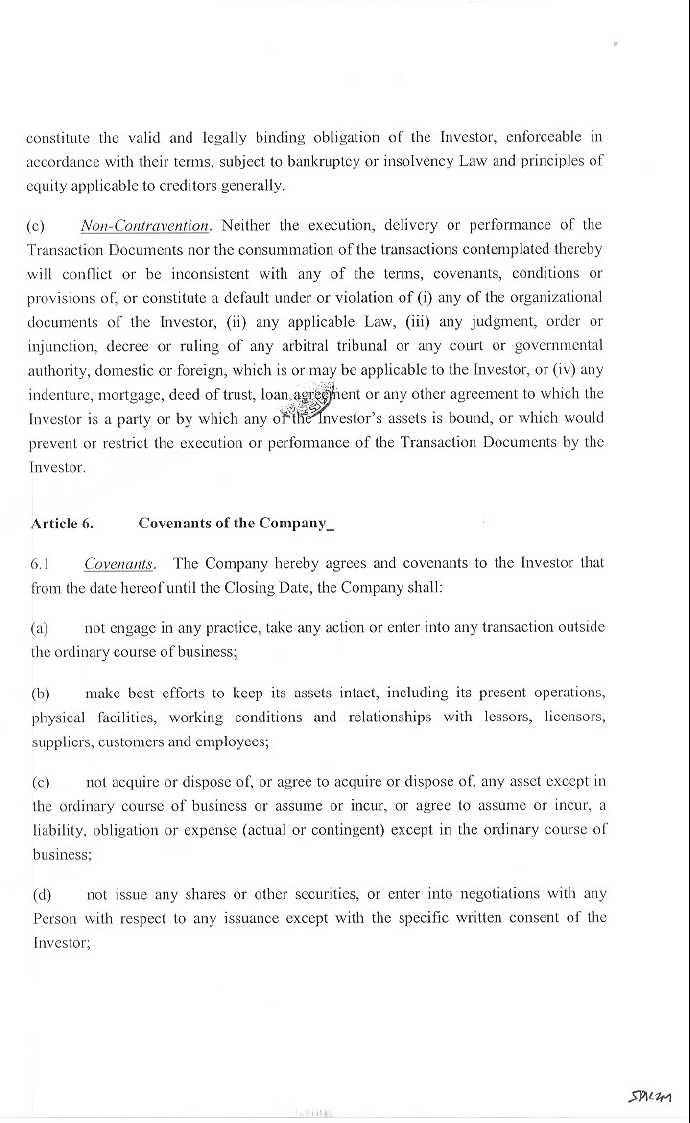 constitute the valid and legally binding obligation of the Investor, enforceable in
accordance with their terms, subject to bankruptcy or insolvency Law and principles of
equity applicable to creditors generally.
(c) Non-Contravention. Neither the execution, delivery or performance of the
Transaction Documents nor the consummation of the transactions contemplated thereby
will conflict or be inconsistent with any of the terms, covenants, conditions or
provisions of, or constitute a default under or violation of (i) any of the organizational
documents of the Investor, (ii) any applicable Law, (iii) any judgment, order or
injunction, decree or ruling of any arbitral tribunal or any court or governmental
authority, domestic or foreign, which is or may be applicable to the Investor, or (iv) any
indenture, mortgage, deed of trust, loan agreement or any other agreement to which the
Investor is a party or by which any of the Investor's assets is bound, or which would
prevent or restrict the execution or performance of the Transaction Documents by the
Investor.
Article 6. Covenants of the Company_
6.1 Covenants. The Company hereby agrees and covenants to the Investor that
from the date hereof until the Closing Date, the Company shall:
(a) not engage in any practice, take any action or enter into any transaction outside
the ordinary course of business;
(b) make best efforts to keep its assets intact, including its present operations,
physical facilities, working conditions and relationships with lessors, licensors,
suppliers, customers and employees;
(c) not acquire or dispose of, or agree to acquire or dispose of, any asset except in
the ordinary course of business or assume or incur, or agree to assume or incur, a
liability, obligation or expense (actual or contingent) except in the ordinary course of
business;
(d) not issue any shares or other securities, or enter into negotiations with any
Person with respect to any issuance except with the specific written consent of the
Investor;